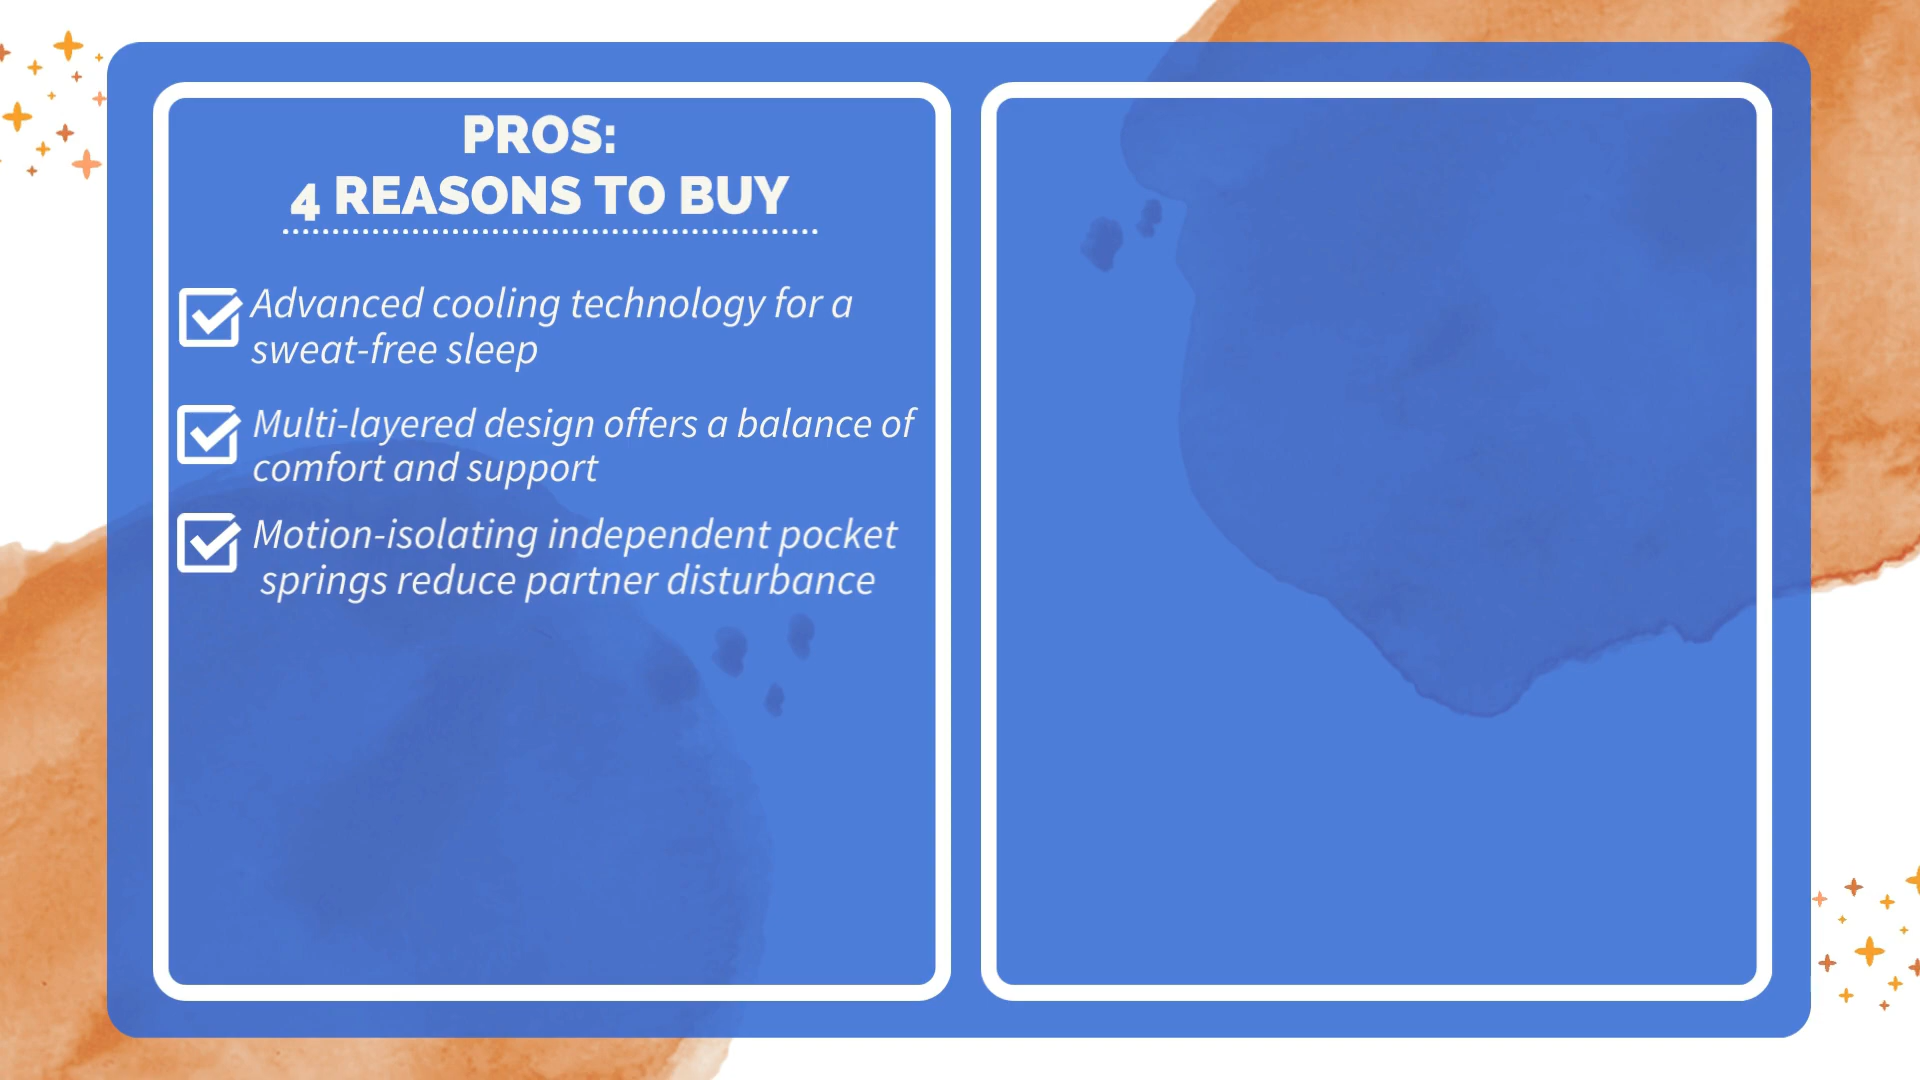 PROS:
4 REASONS TO BUY
Advanced cooling technology for a
sweat-free sleep
Multi-layered design offers a balance of
comfort and support
Motion-isolating independent pocket
springs reduce partner disturbance